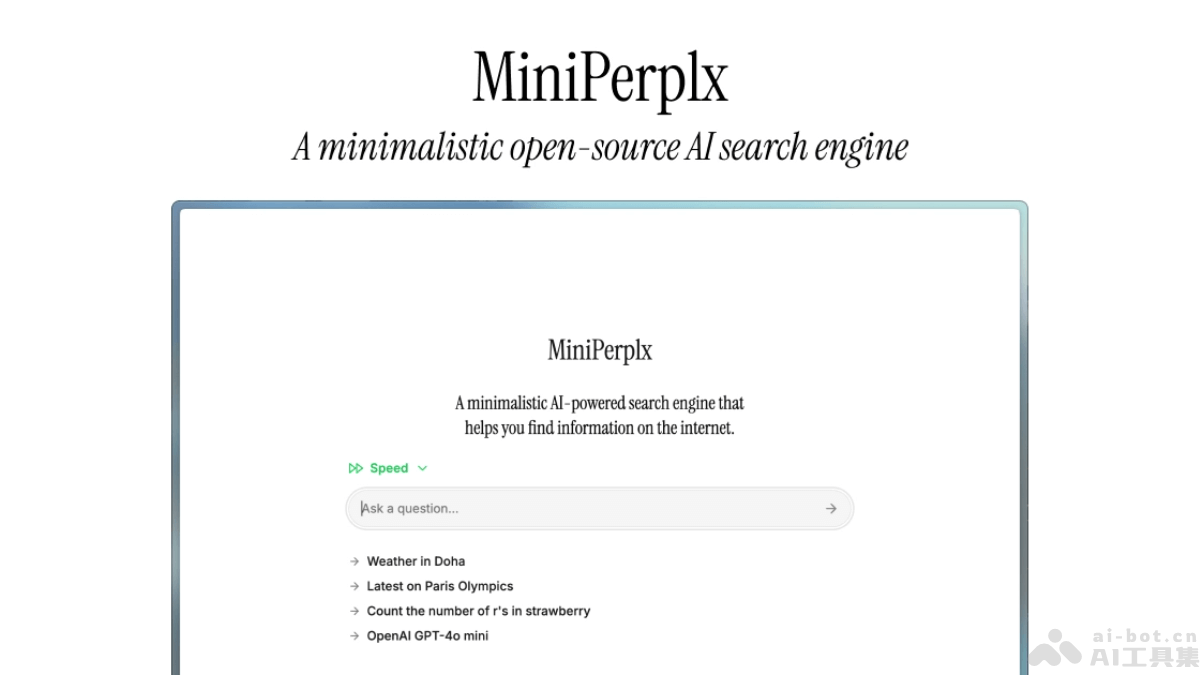 MiniPerplx
A minimalistic open-source AI search engine
MiniPerplx
A minimalistic AI-powered search engine that
helps you find information on the internet.
Speed
Ask a question...
Weather in Doha
Latest on Paris Olympics
Count the number of r's in strawberry
OpenAI GPT-4o mini
ai-bot.cn
AI工具集